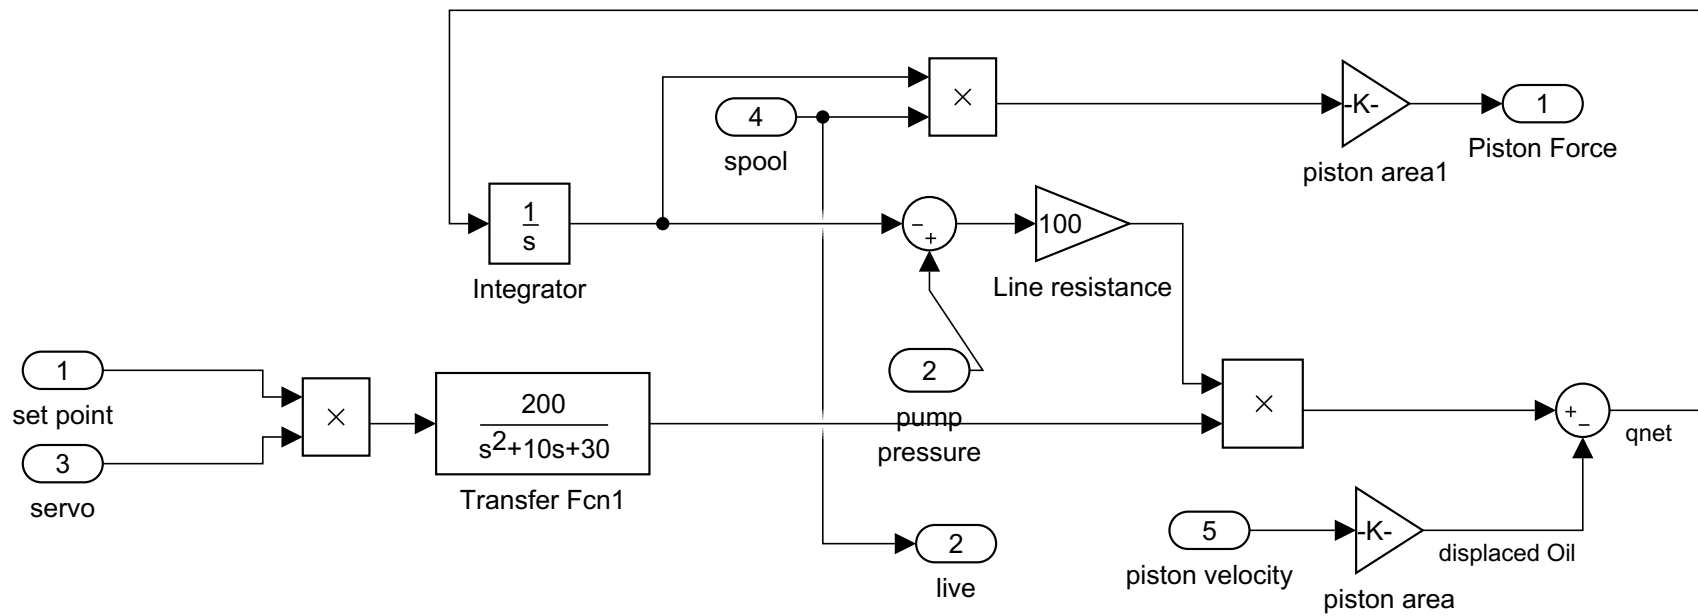 4
spool
×
-K-
piston area1
1
Piston Force
1
s
Integrator
−
+
100
Line resistance
1
set point
3
servo
×
200
s²+10s+30
Transfer Fcn1
2
pump
pressure
×
+
−
qnet
5
piston velocity
-K-
piston area
displaced Oil
2
live